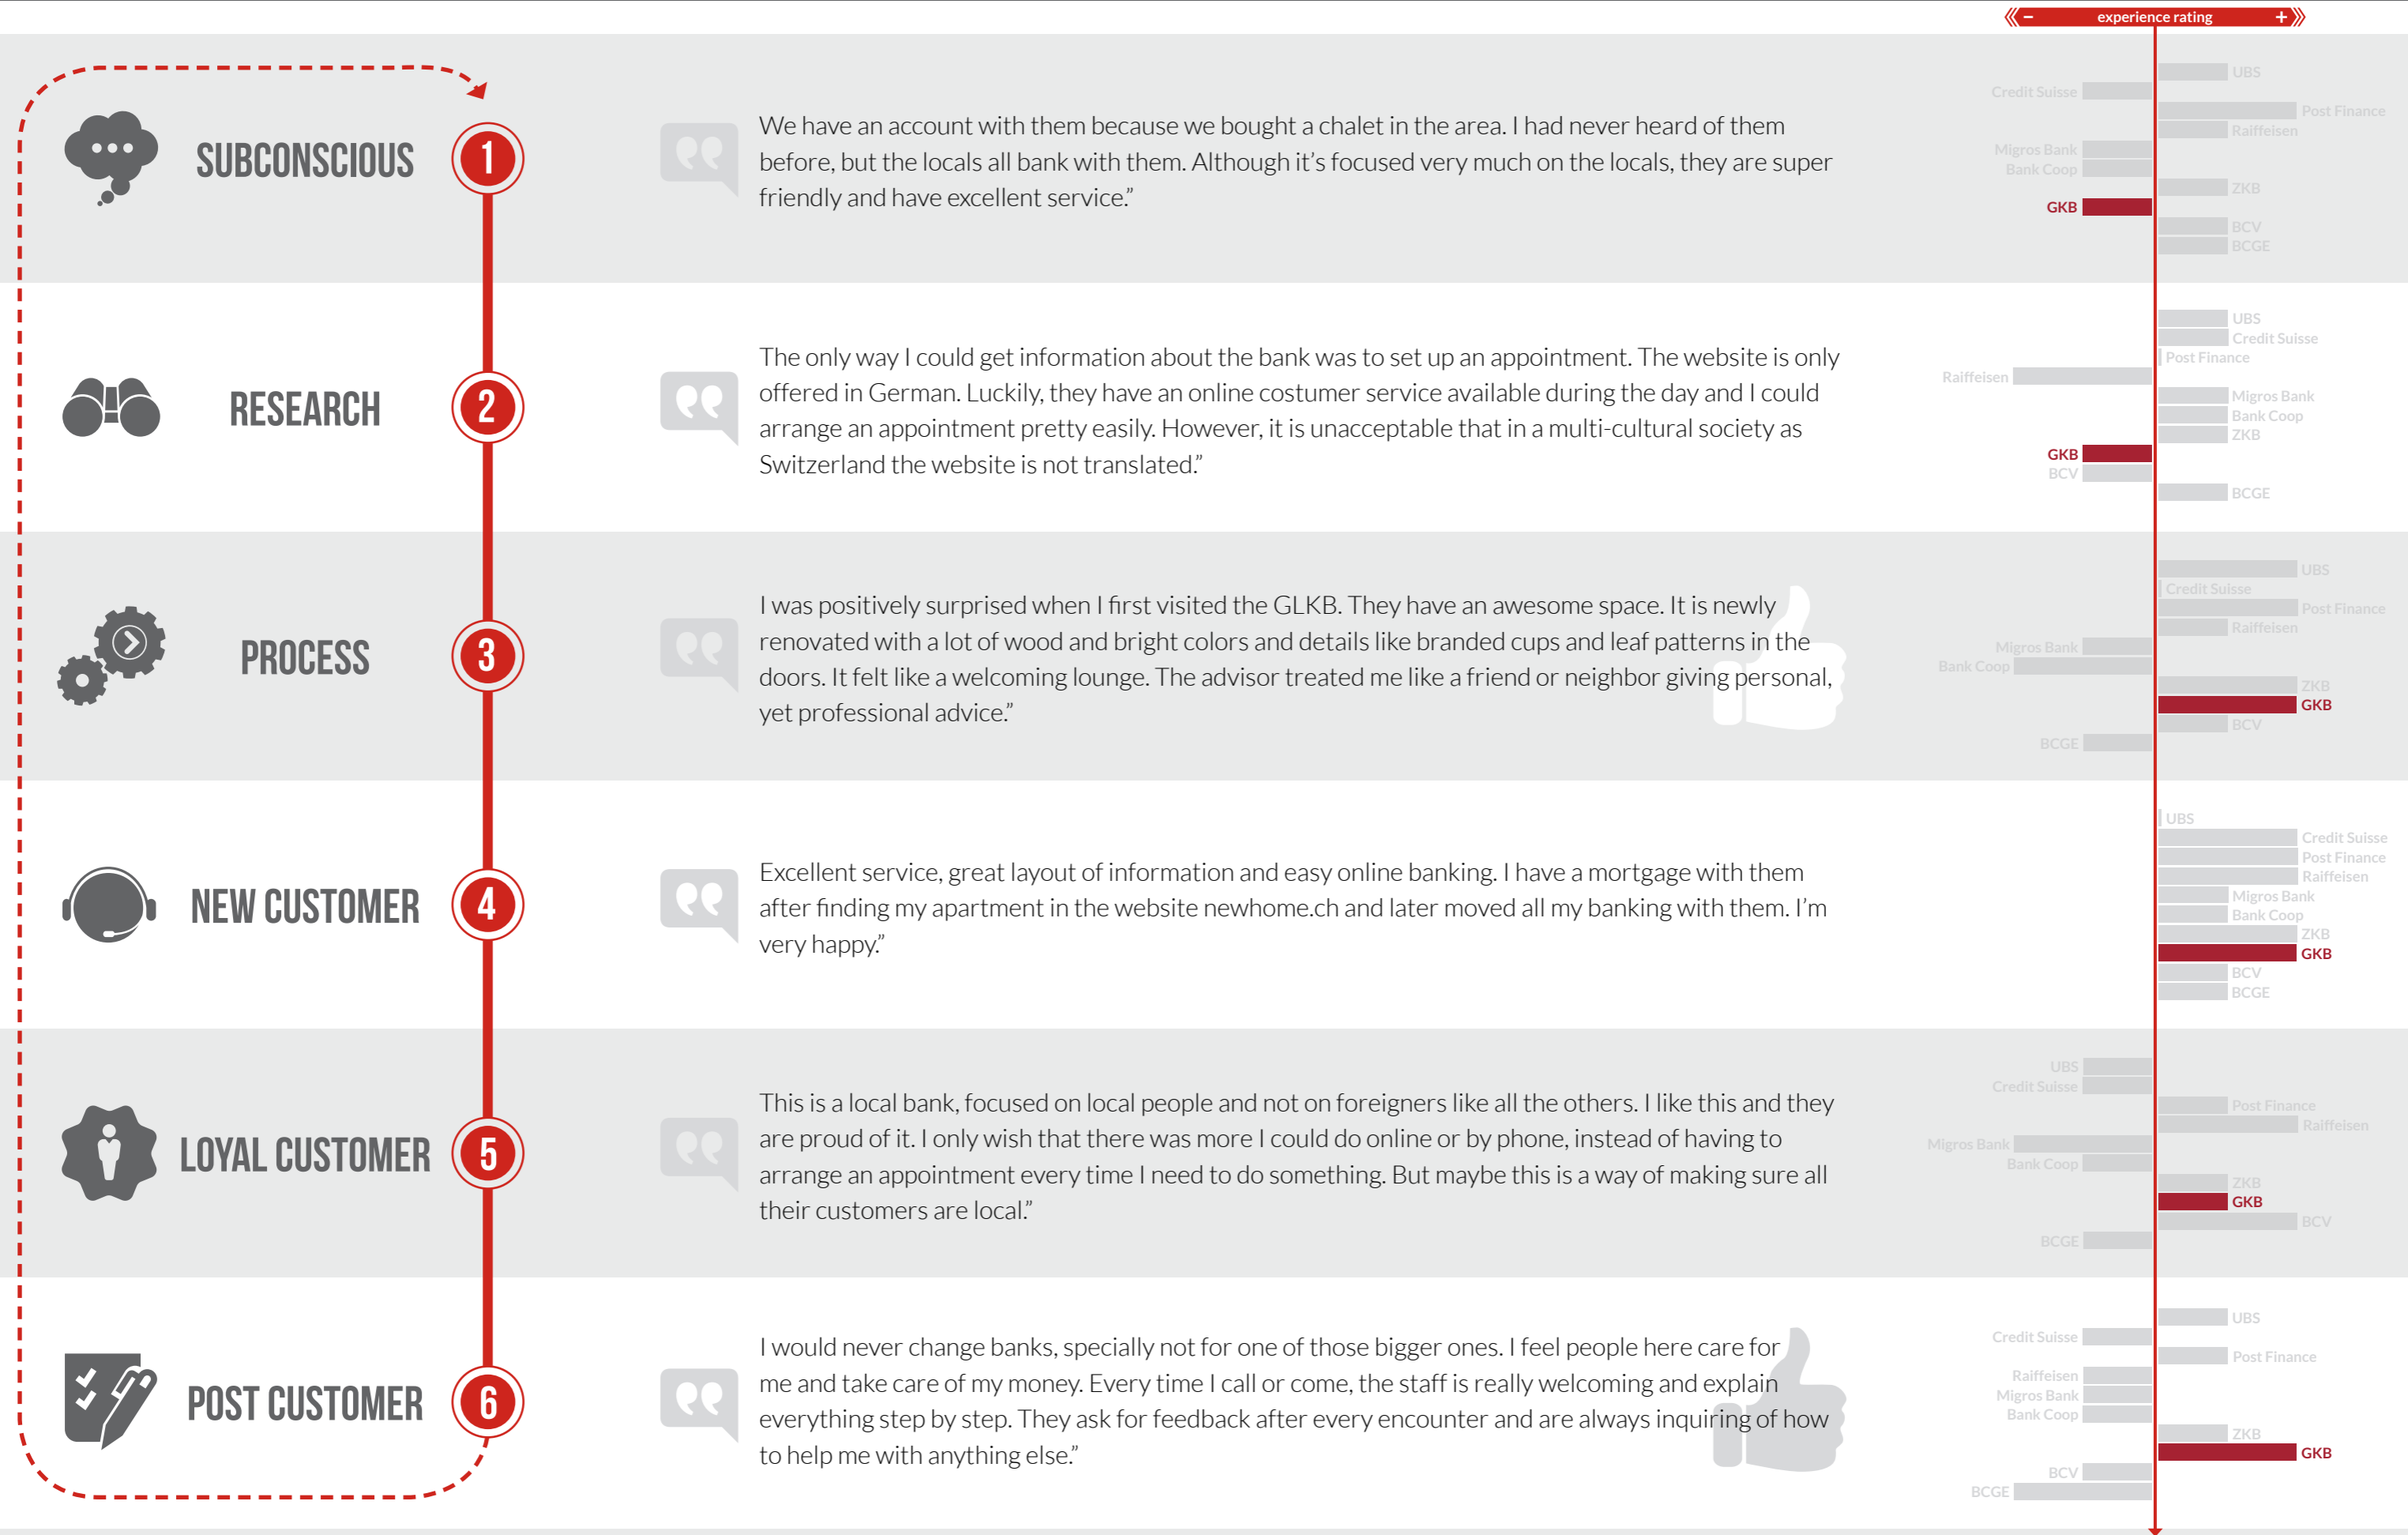 − experience rating +
SUBCONSCIOUS
1
We have an account with them because we bought a chalet in the area. I had never heard of them
before, but the locals all bank with them. Although it’s focused very much on the locals, they are super
friendly and have excellent service.”
UBS
Credit Suisse
Post Finance
Raiffeisen
Migros Bank
Bank Coop
ZKB
GKB
BCV
BCGE
RESEARCH
2
The only way I could get information about the bank was to set up an appointment. The website is only
offered in German. Luckily, they have an online costumer service available during the day and I could
arrange an appointment pretty easily. However, it is unacceptable that in a multi-cultural society as
Switzerland the website is not translated.”
UBS
Credit Suisse
Post Finance
Raiffeisen
Migros Bank
Bank Coop
ZKB
GKB
BCV
BCGE
PROCESS
3
I was positively surprised when I first visited the GLKB. They have an awesome space. It is newly
renovated with a lot of wood and bright colors and details like branded cups and leaf patterns in the
doors. It felt like a welcoming lounge. The advisor treated me like a friend or neighbor giving personal,
yet professional advice.”
UBS
Credit Suisse
Post Finance
Raiffeisen
Migros Bank
Bank Coop
ZKB
GKB
BCV
BCGE
NEW CUSTOMER
4
Excellent service, great layout of information and easy online banking. I have a mortgage with them
after finding my apartment in the website newhome.ch and later moved all my banking with them. I’m
very happy.”
UBS
Credit Suisse
Post Finance
Raiffeisen
Migros Bank
Bank Coop
ZKB
GKB
BCV
BCGE
LOYAL CUSTOMER
5
This is a local bank, focused on local people and not on foreigners like all the others. I like this and they
are proud of it. I only wish that there was more I could do online or by phone, instead of having to
arrange an appointment every time I need to do something. But maybe this is a way of making sure all
their customers are local.”
UBS
Credit Suisse
Post Finance
Raiffeisen
Migros Bank
Bank Coop
ZKB
GKB
BCV
BCGE
POST CUSTOMER
6
I would never change banks, specially not for one of those bigger ones. I feel people here care for
me and take care of my money. Every time I call or come, the staff is really welcoming and explain
everything step by step. They ask for feedback after every encounter and are always inquiring of how
to help me with anything else.”
UBS
Credit Suisse
Post Finance
Raiffeisen
Migros Bank
Bank Coop
ZKB
GKB
BCV
BCGE